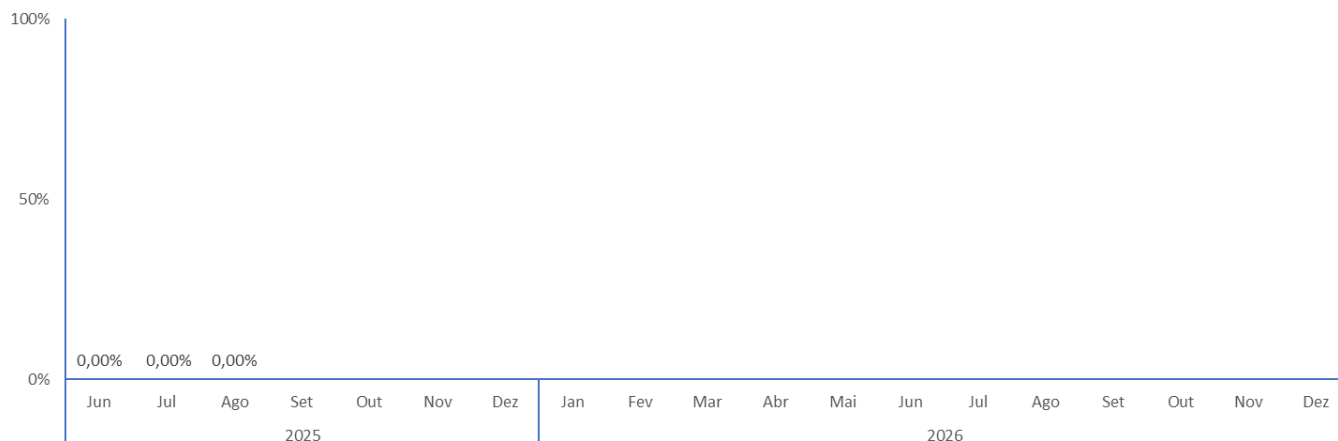 100%
50%
0,00% 0,00% 0,00%
0%
Jun Jul Ago Set Out Nov Dez Jan Fev Mar Abr Mai Jun Jul Ago Set Out Nov Dez
2025 2026